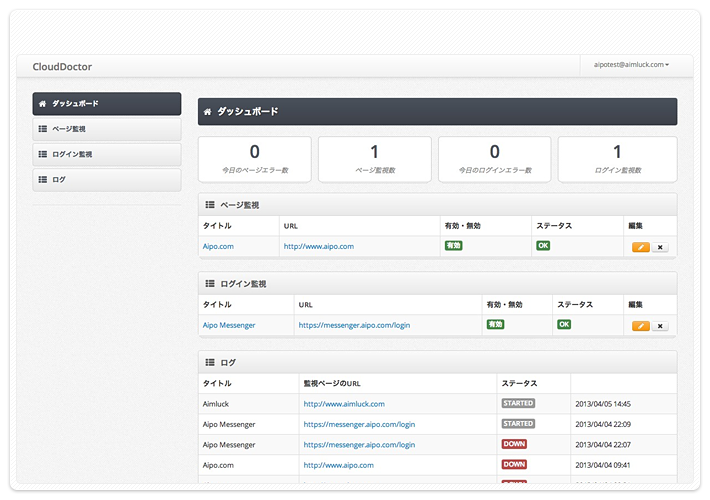 CloudDoctor
aipotest@aimluck.com
ダッシュボード
ページ監視
ログイン監視
ログ
ダッシュボード
0 1 0 1
今日のページエラー数 ページ監視数 今日のログインエラー数 ログイン監視数
ページ監視
タイトル URL 有効・無効 ステータス 編集
Aipo.com http://www.aipo.com 有効 OK
ログイン監視
タイトル URL 有効・無効 ステータス 編集
Aipo Messenger https://messenger.aipo.com/login 有効 OK
ログ
タイトル 監視ページのURL ステータス
Aimluck http://www.aimluck.com STARTED 2013/04/05 14:45
Aipo Messenger https://messenger.aipo.com/login STARTED 2013/04/04 22:09
Aipo Messenger https://messenger.aipo.com/login DOWN 2013/04/04 22:07
Aipo.com http://www.aipo.com DOWN 2013/04/04 09:41